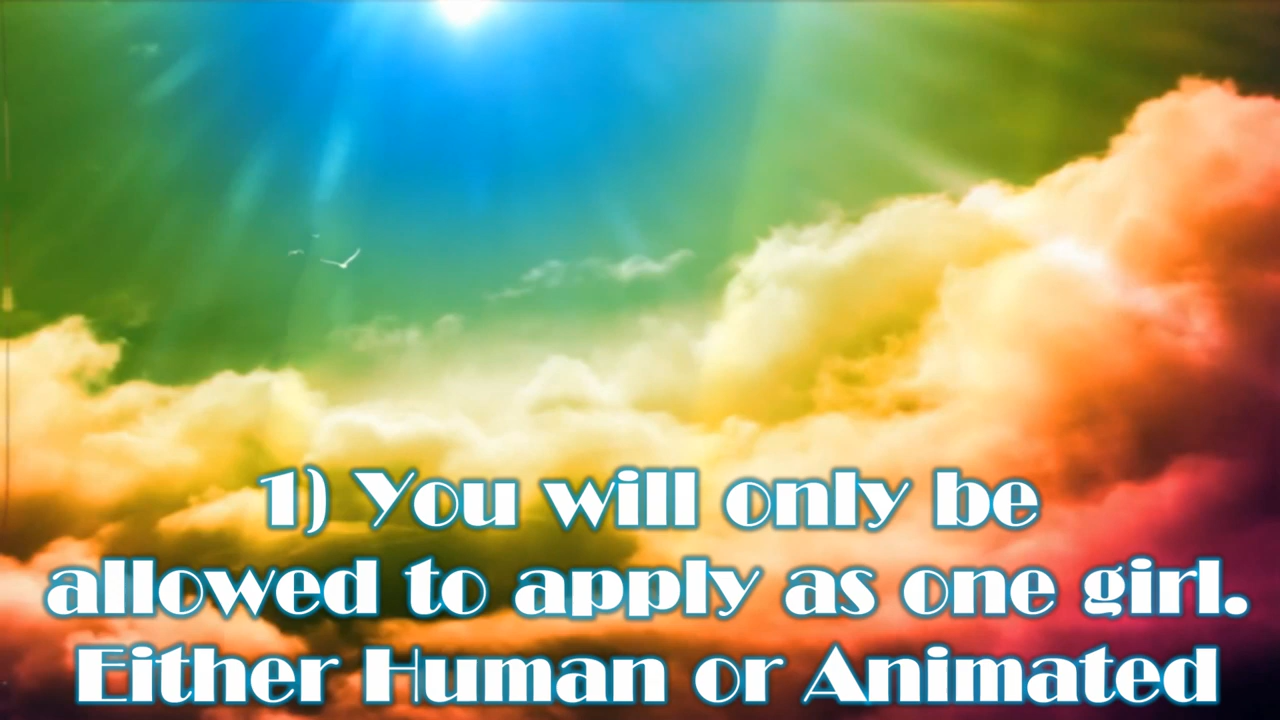 1) You will only be
allowed to apply as one girl.
Either Human or Animated